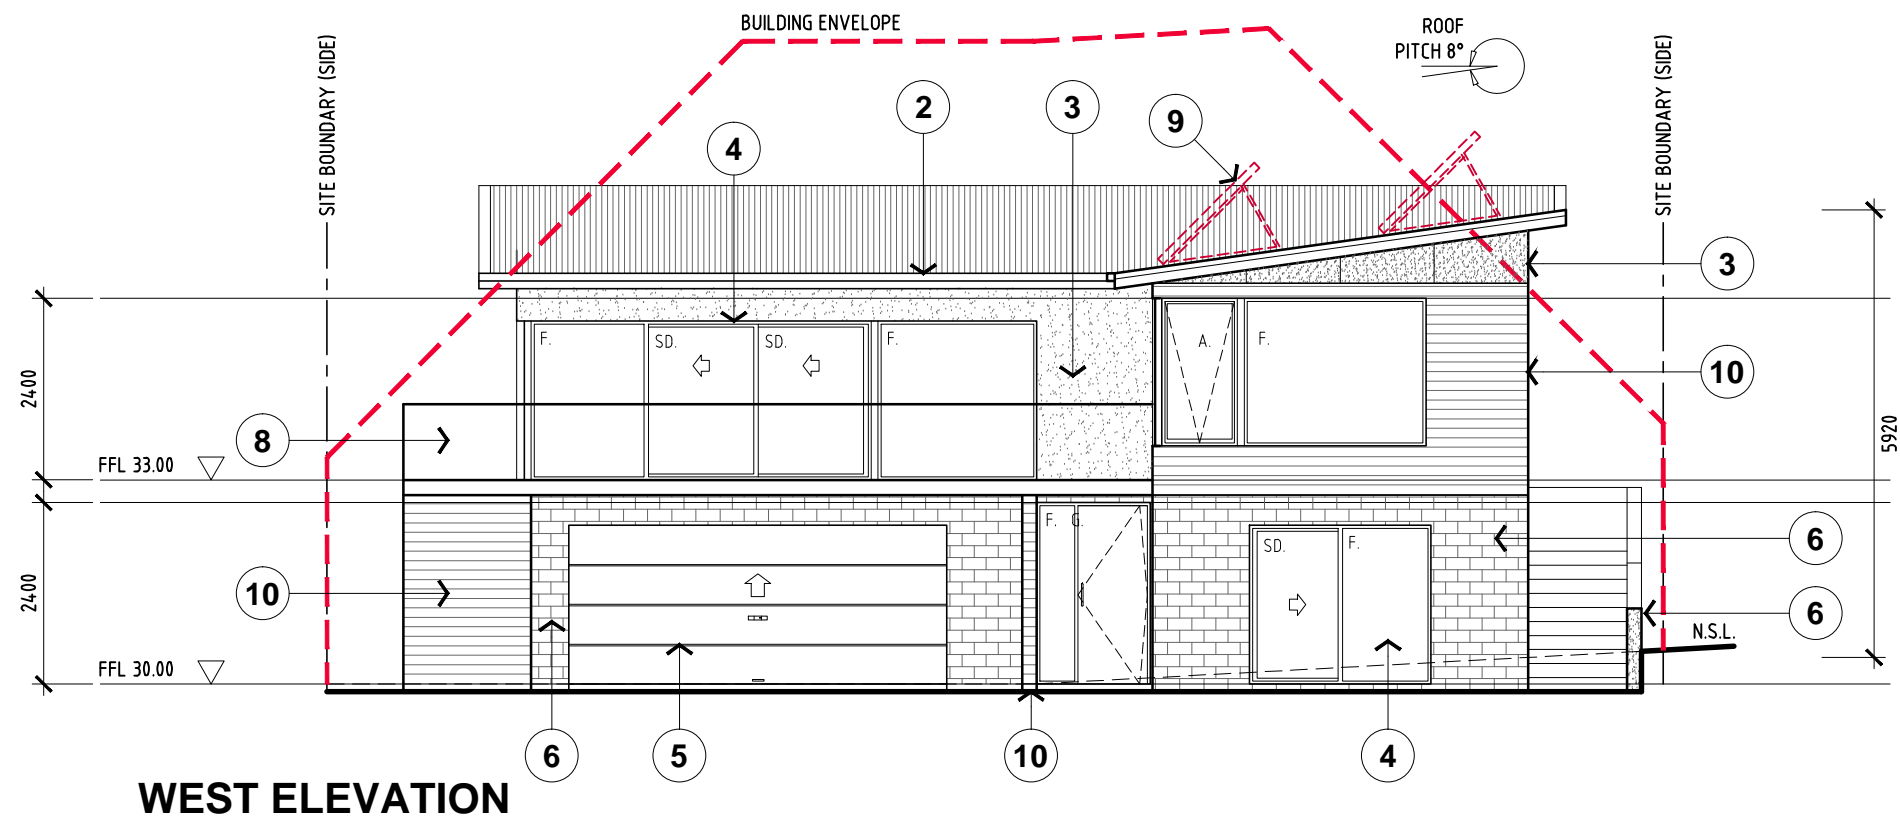 BUILDING ENVELOPE
ROOF
PITCH 8°
SITE BOUNDARY (SIDE)
SITE BOUNDARY (SIDE)
2
3
9
4
3
F.
SD.
SD.
F.
A.
F.
10
2400
8
FFL 33.00
5920
F. G.
SD.
F.
6
10
2400
6
N.S.L.
FFL 30.00
6
5
10
4
WEST ELEVATION